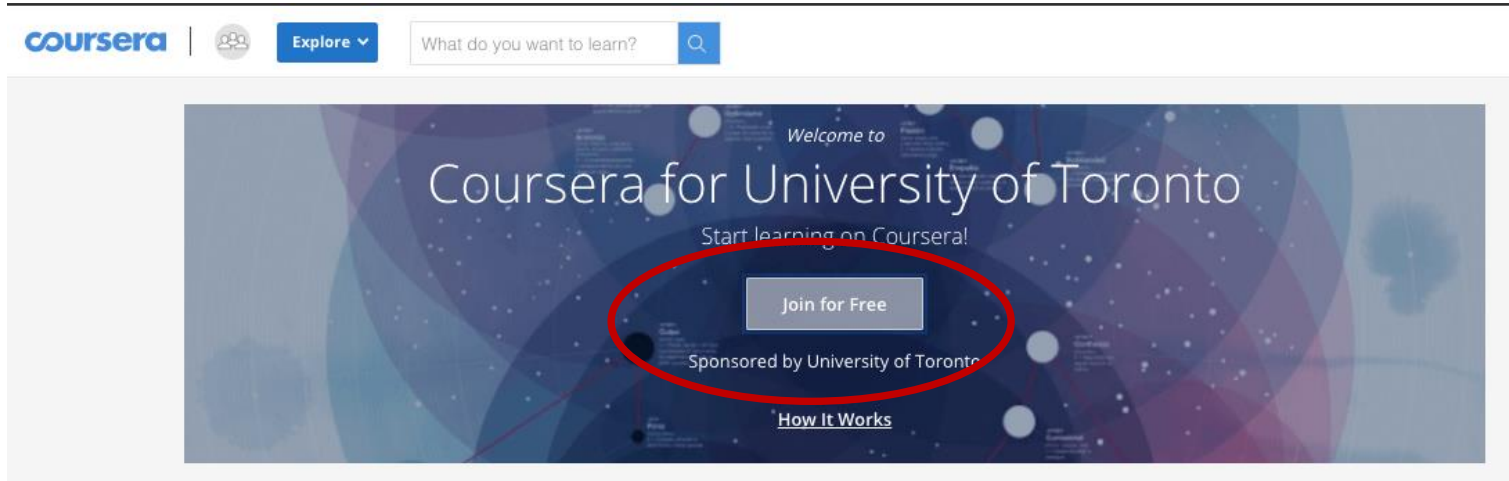 coursera
Explore
What do you want to learn?
Welcome to
Coursera for University of Toronto
Start learning on Coursera!
Join for Free
Sponsored by University of Toronto
How It Works